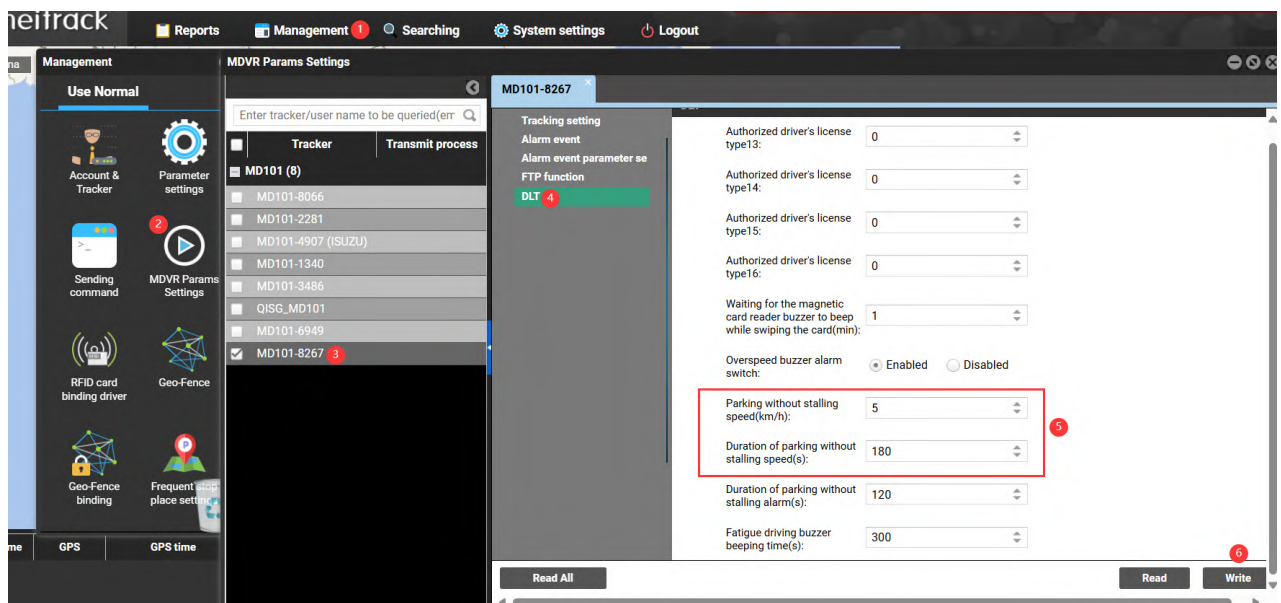 meitrack
Reports
Management
1
Searching
System settings
Logout
na
Management
MDVR Params Settings
Use Normal
Account &
Tracker
Parameter
settings
2
Sending
command
MDVR Params
Settings
RFID card
binding driver
Geo-Fence
Geo-Fence
binding
Frequent stop
place setting
me
GPS
GPS time
Enter tracker/user name to be queried(em
Tracker
Transmit process
MD101 (8)
MD101-8066
MD101-2281
MD101-4907 (ISUZU)
MD101-1340
MD101-3486
QISG_MD101
MD101-6949
MD101-8267
3
MD101-8267
Tracking setting
Alarm event
Alarm event parameter se
FTP function
DLT
4
Authorized driver's license
type13:
0
Authorized driver's license
type14:
0
Authorized driver's license
type15:
0
Authorized driver's license
type16:
0
Waiting for the magnetic
card reader buzzer to beep
while swiping the card(min):
1
Overspeed buzzer alarm
switch:
Enabled
Disabled
Parking without stalling
speed(km/h):
5
Duration of parking without
stalling speed(s):
180
5
Duration of parking without
stalling alarm(s):
120
Fatigue driving buzzer
beeping time(s):
300
6
Read All
Read
Write